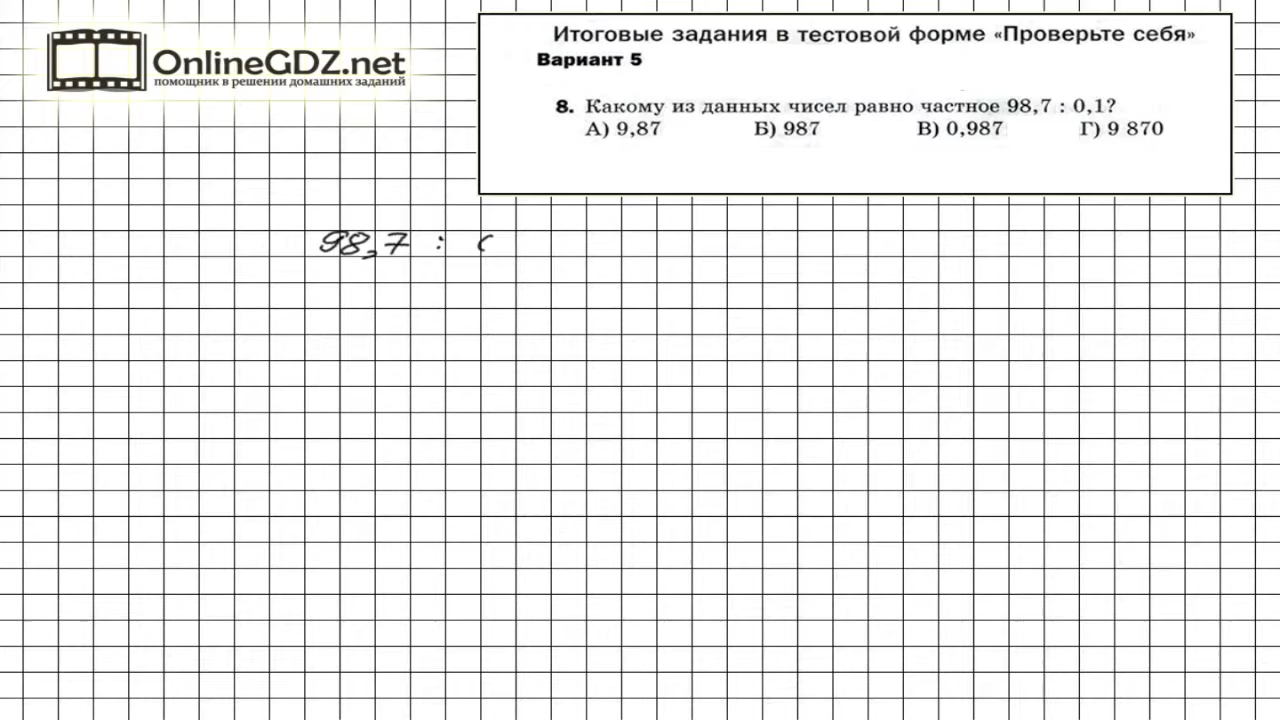 OnlineGDZ.net
помощник в решении домашних заданий
Итоговые задания в тестовой форме «Проверьте себя»
Вариант 5
8. Какому из данных чисел равно частное 98,7 : 0,1?
А) 9,87 Б) 987 В) 0,987 Г) 9 870
98,7 :